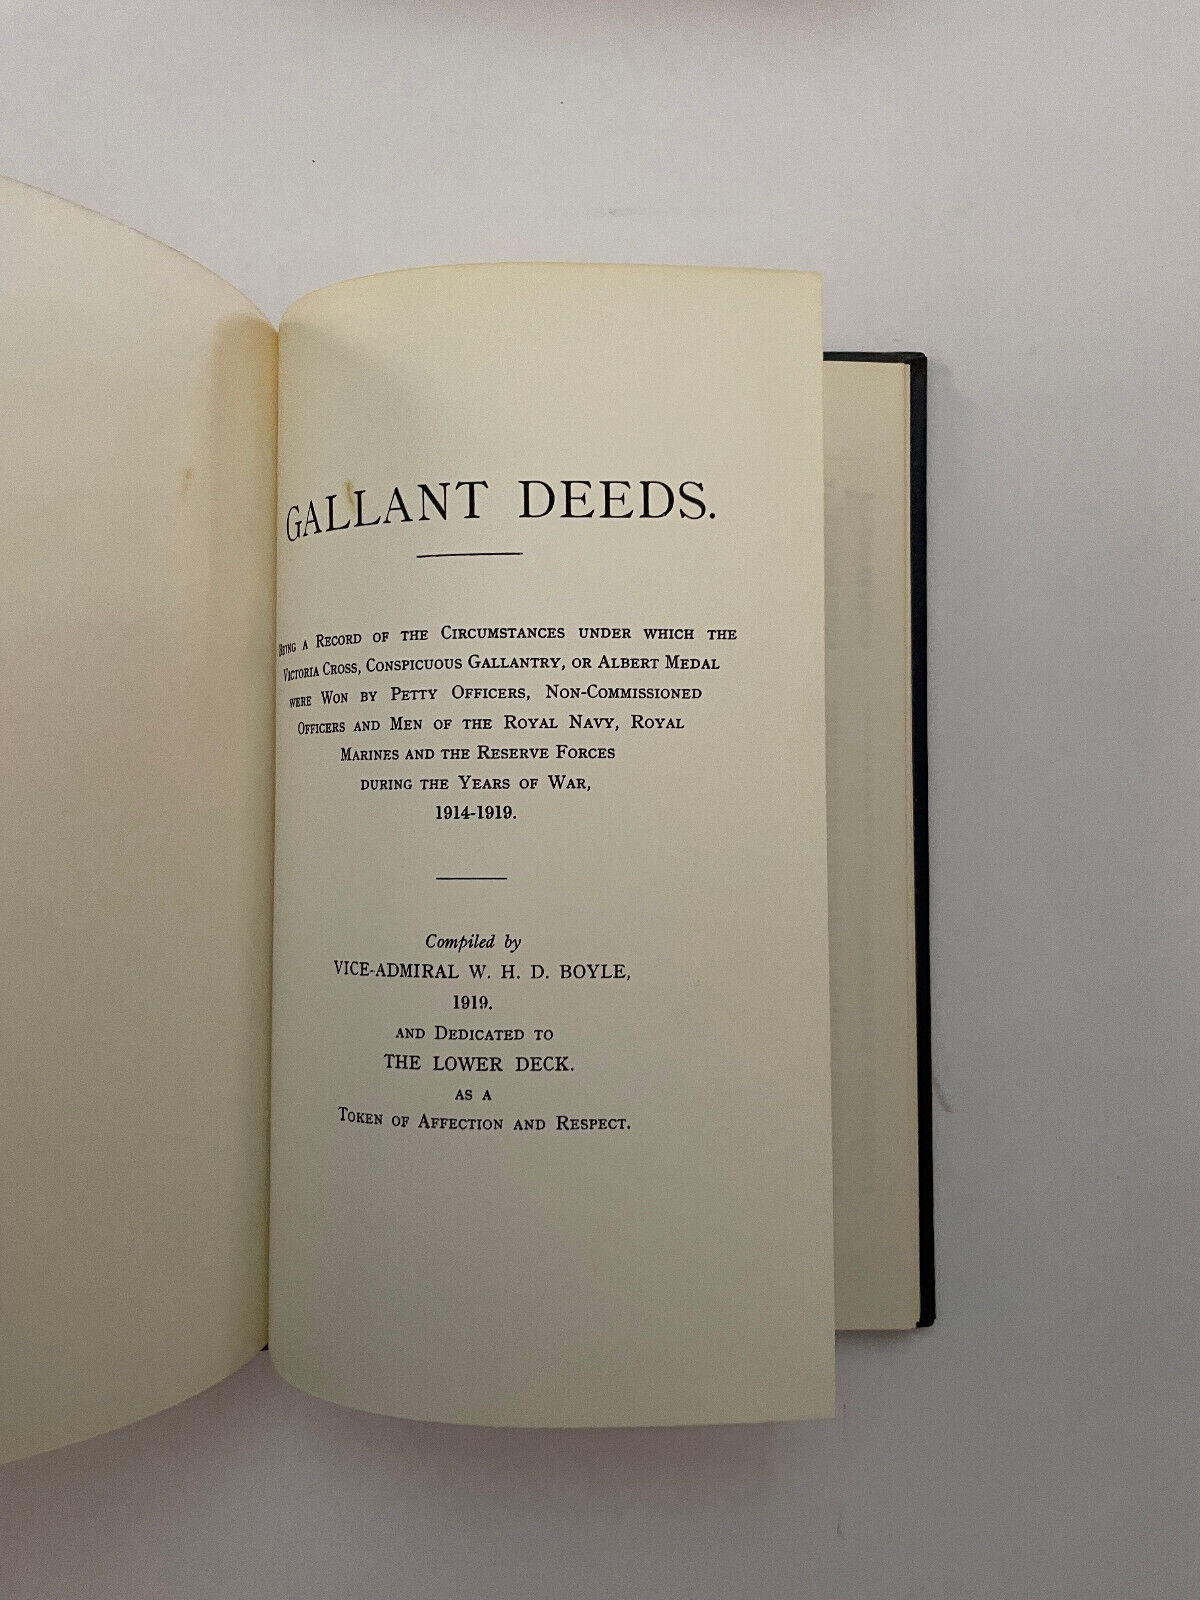 GALLANT DEEDS.
BEING A RECORD OF THE CIRCUMSTANCES UNDER WHICH THE
VICTORIA CROSS, CONSPICUOUS GALLANTRY, OR ALBERT MEDAL
WERE WON BY PETTY OFFICERS, NON-COMMISSIONED
OFFICERS AND MEN OF THE ROYAL NAVY, ROYAL
MARINES AND THE RESERVE FORCES
DURING THE YEARS OF WAR,
1914-1919.
Compiled by
VICE-ADMIRAL W. H. D. BOYLE,
1919.
AND DEDICATED TO
THE LOWER DECK.
AS A
TOKEN OF AFFECTION AND RESPECT.